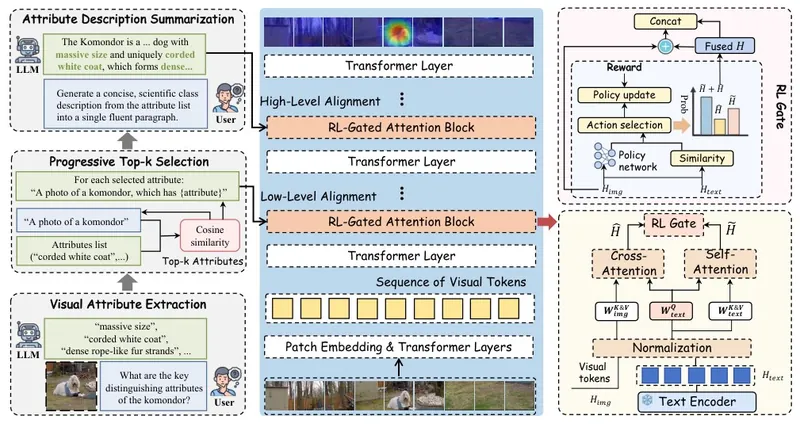 Attribute Description Summarization
LLM
The Komondor is a ... dog with
massive size and uniquely corded
white coat, which forms dense...
Generate a concise, scientific class
description from the attribute list
into a single fluent paragraph.
User
Progressive Top-k Selection
For each selected attribute:
“A photo of a komondor, which has {attribute}”
“A photo of a komondor”
Attributes list
(“corded white coat”,...)
Cosine
similarity
Top-k Attributes
Visual Attribute Extraction
LLM
“massive size”,
“corded white coat”,
“dense rope-like fur strands”, ...
What are the key
distinguishing attributes
of the komondor?
User
Transformer Layer
High-Level Alignment
RL-Gated Attention Block
Transformer Layer
Low-Level Alignment
RL-Gated Attention Block
Transformer Layer
Sequence of Visual Tokens
Patch Embedding & Transformer Layers
Concat
Fused H
Reward
Policy update
Action selection
Policy
network
Similarity
Prob
Ĥ + H̃
Ĥ
H̃
H_img
H_text
RL Gate
Ĥ
RL Gate
H̃
Cross-
Attention
Self-
Attention
W_img^K&V
W_text^Q
W_text^K&V
Normalization
Visual
tokens
H_img
H_text
Text Encoder